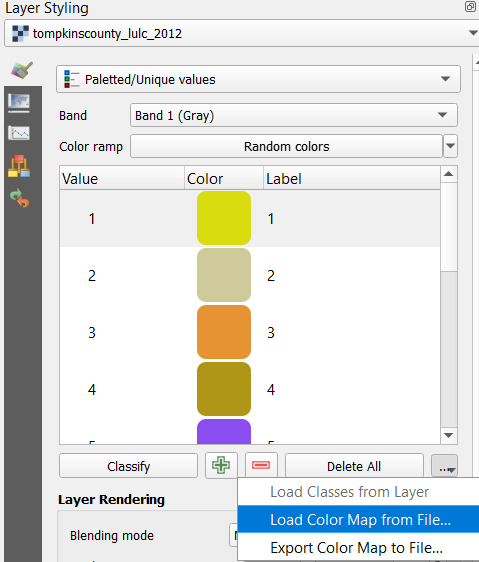 Layer Styling
tompkinscounty_lulc_2012
Paletted/Unique values
Band Band 1 (Gray)
Color ramp Random colors
Value Color Label
1 1
2 2
3 3
4 4
Classify Delete All ...
Load Classes from Layer
Layer Rendering
Load Color Map from File...
Blending mode
Export Color Map to File...